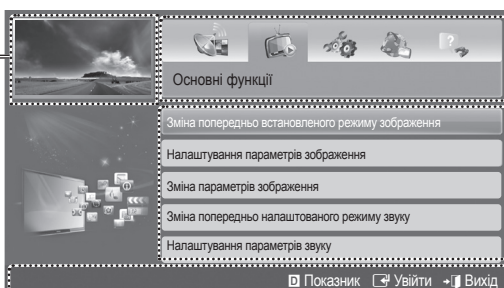 Основні функції
Зміна попередньо встановленого режиму зображення
Налаштування параметрів зображення
Зміна параметрів зображення
Зміна попередньо налаштованого режиму звуку
Налаштування параметрів звуку
D Показник Увійти Вихід